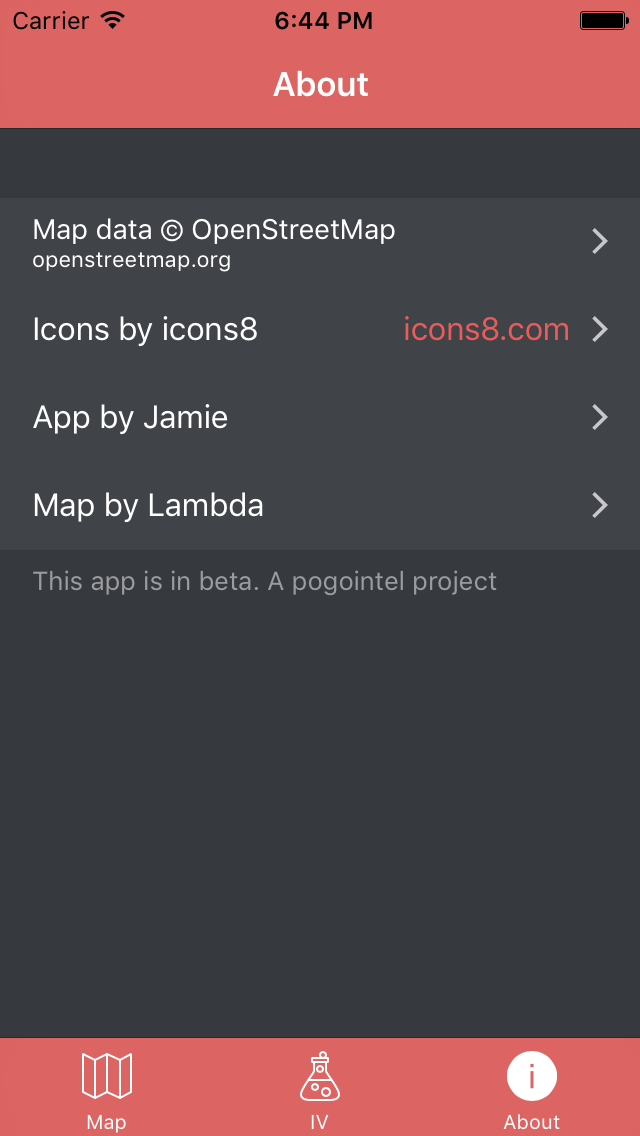 Carrier 6:44 PM
About
Map data © OpenStreetMap
openstreetmap.org
Icons by icons8 icons8.com
App by Jamie
Map by Lambda
This app is in beta. A pogointel project
Map IV About